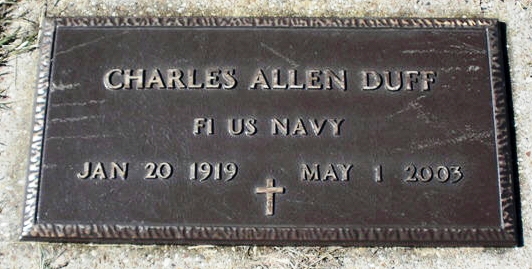 CHARLES ALLEN DUFF
F1 US NAVY
JAN 20 1919 MAY 1 2003